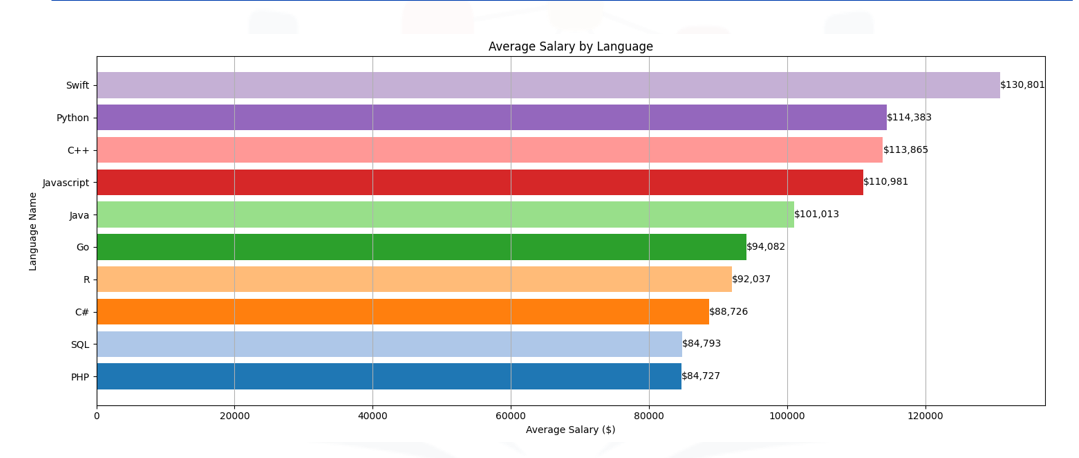 Average Salary by Language
Swift $130,801
Python $114,383
C++ $113,865
Javascript $110,981
Java $101,013
Go $94,082
R $92,037
C# $88,726
SQL $84,793
PHP $84,727
Language Name
0 20000 40000 60000 80000 100000 120000
Average Salary ($)